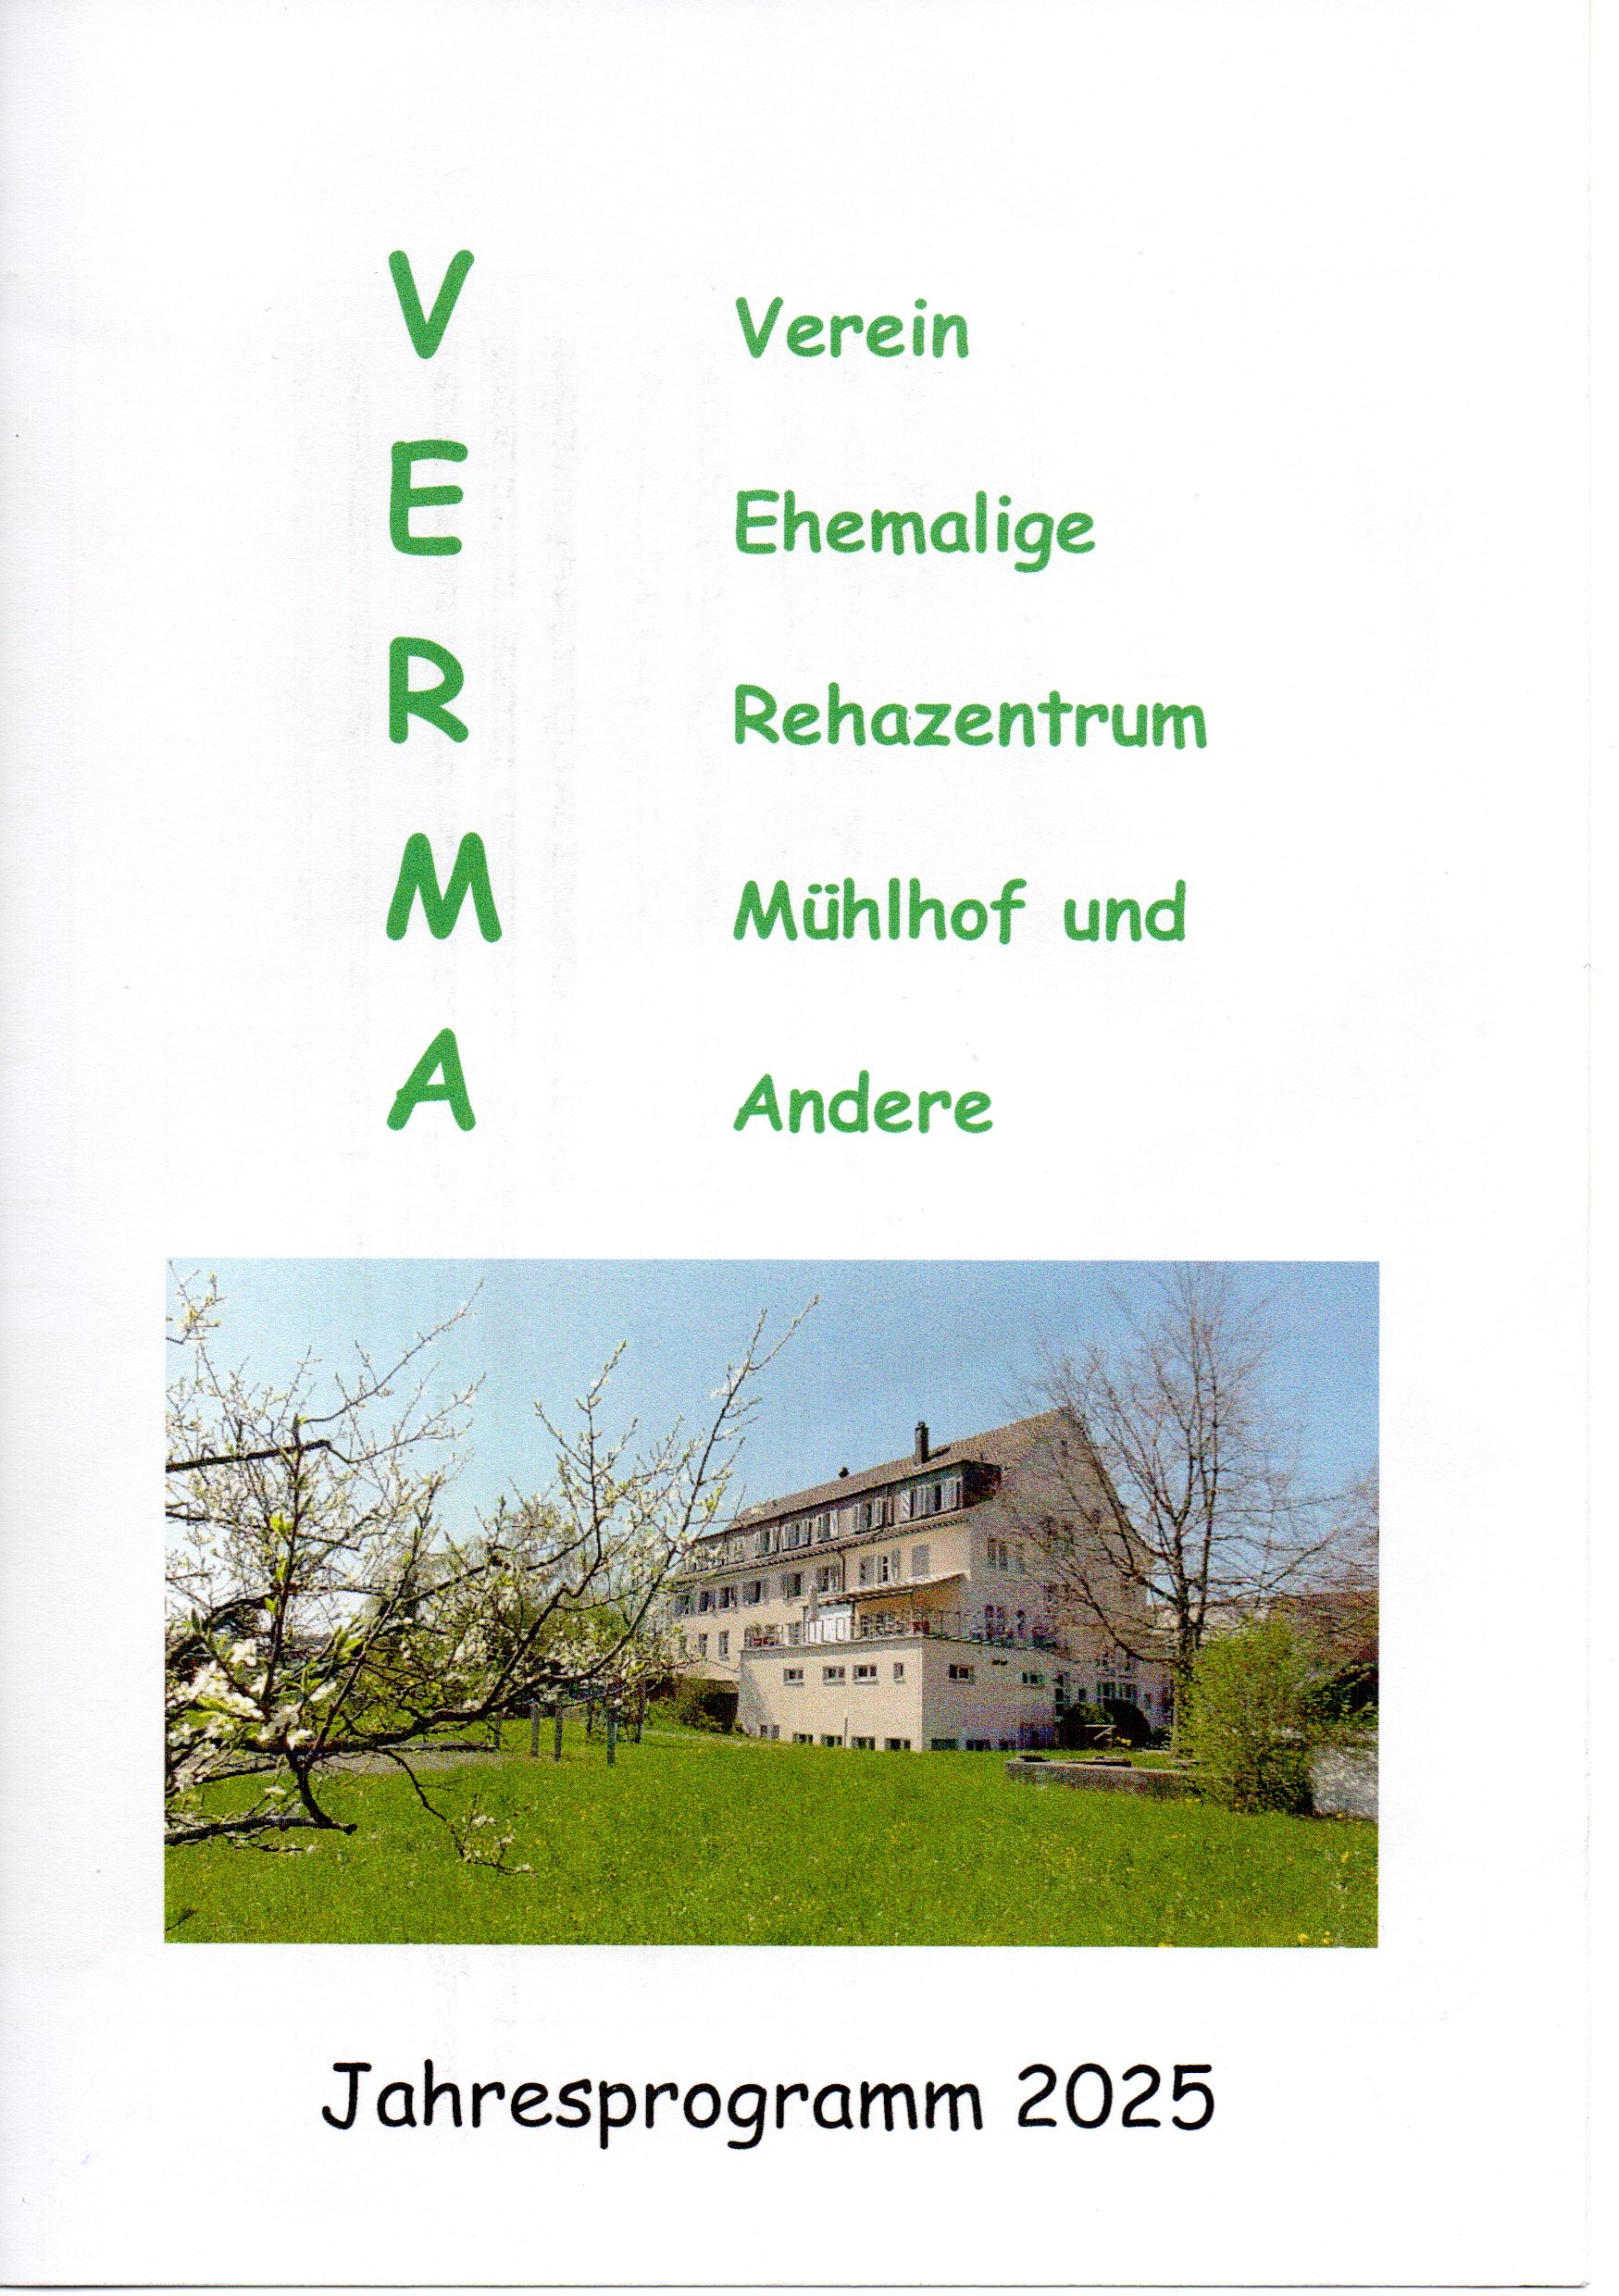 V Verein
E Ehemalige
R Rehazentrum
M Mühlhof und
A Andere
Jahresprogramm 2025